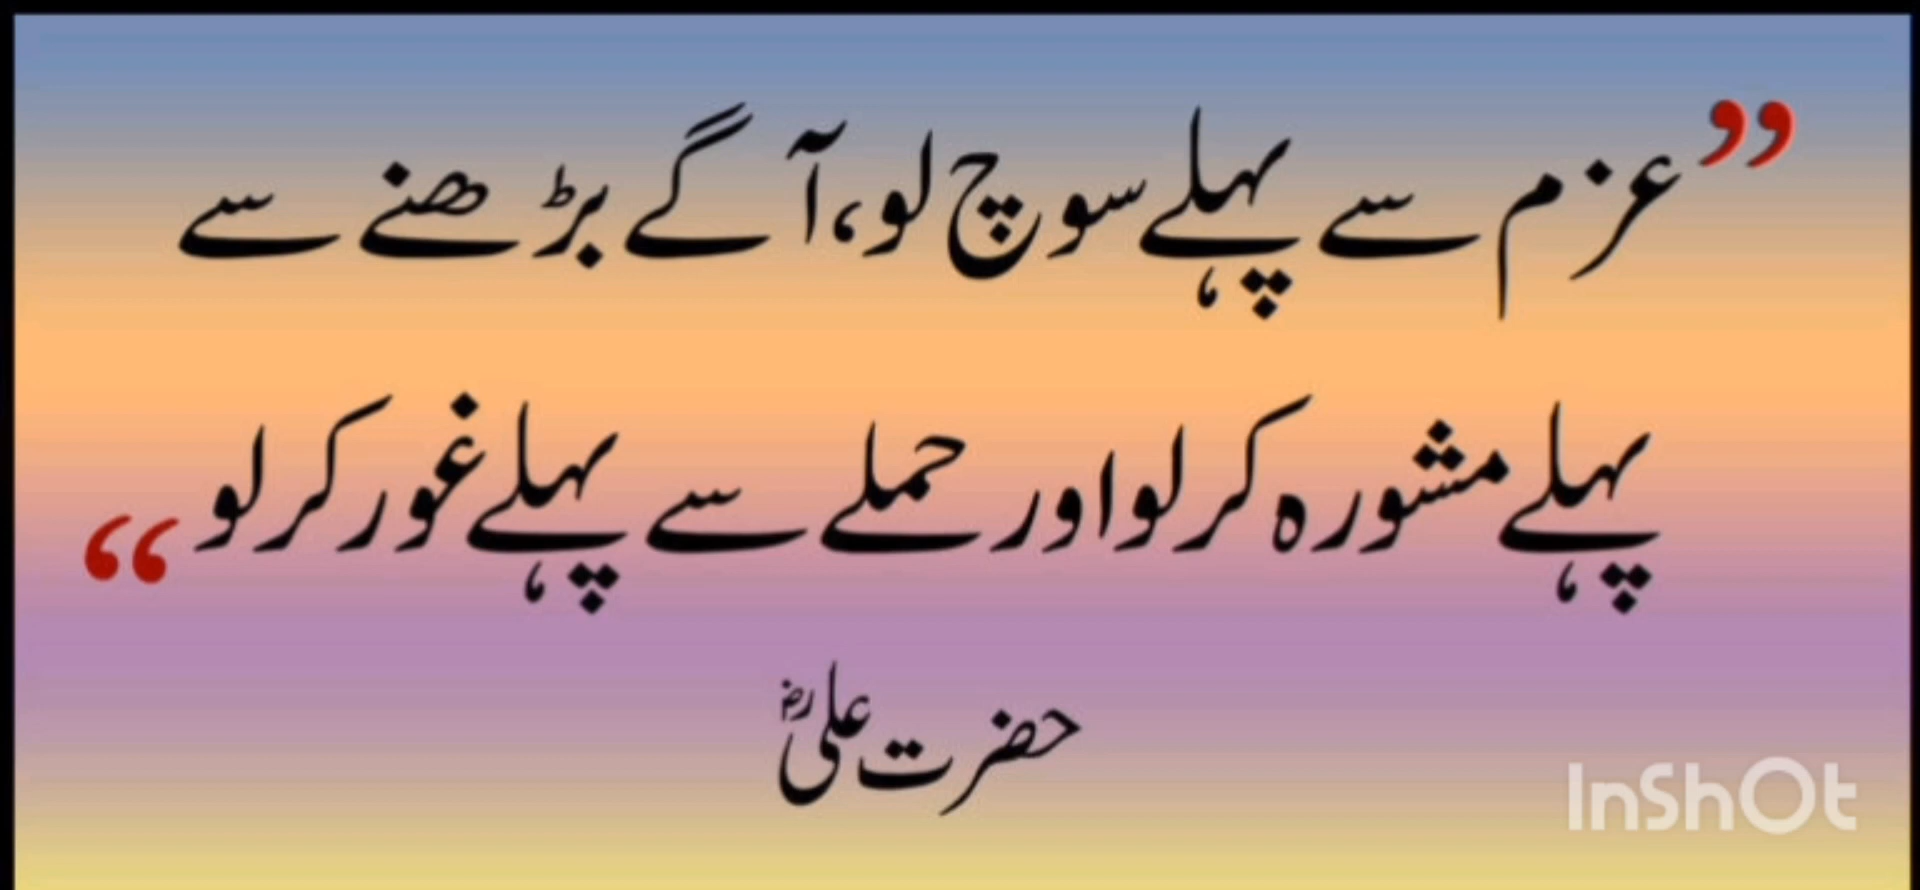 ”عزم سے پہلے سوچ لو، آگے بڑھنے سے
پہلے مشورہ کر لو اور حملے سے پہلے غور کر لو“
حضرت علیؓ
InShOt